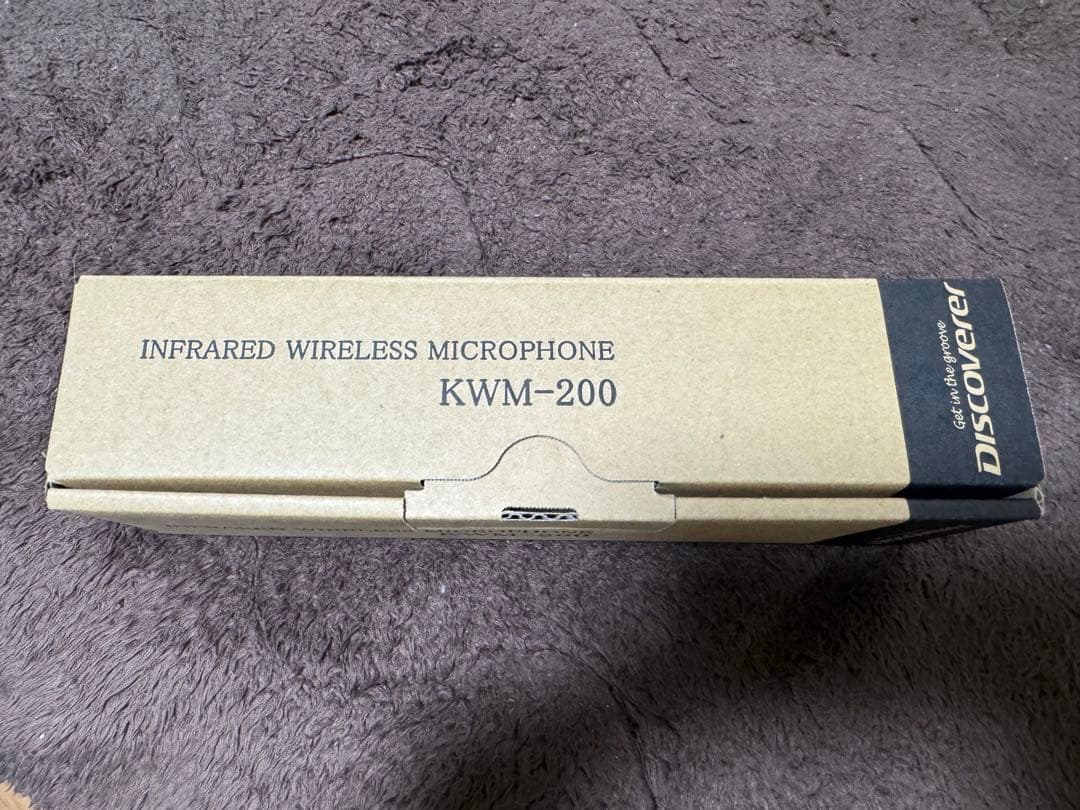 INFRARED WIRELESS MICROPHONE
KWM-200
Get in the groove
DISCOVERER